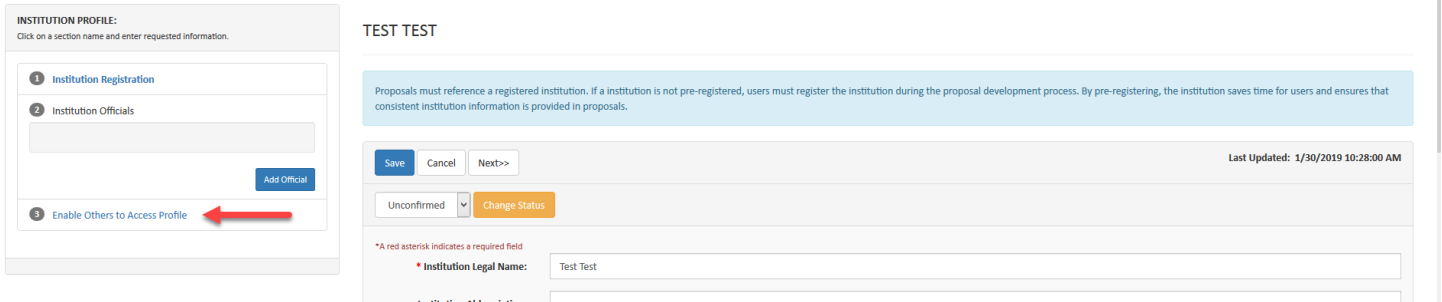 INSTITUTION PROFILE:
Click on a section name and enter requested information.
1 Institution Registration
2 Institution Officials
Add Official
3 Enable Others to Access Profile
TEST TEST
Proposals must reference a registered institution. If a institution is not pre-registered, users must register the institution during the proposal development process. By pre-registering, the institution saves time for users and ensures that
consistent institution information is provided in proposals.
Save Cancel Next>> Last Updated: 1/30/2019 10:28:00 AM
Unconfirmed Change Status
*A red asterisk indicates a required field
* Institution Legal Name: Test Test